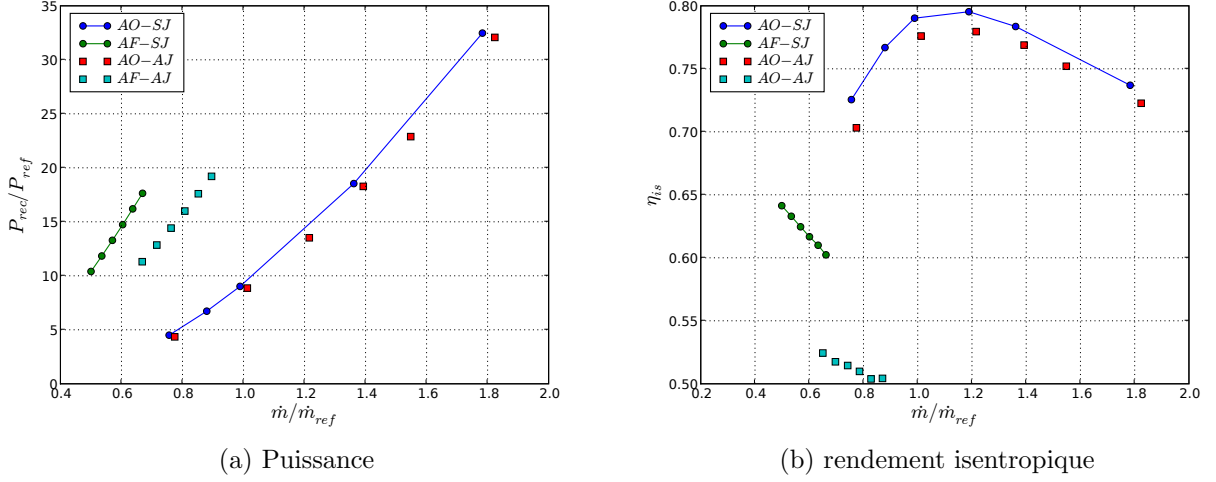 35
30
25
20
15
10
5
0
P_rec/P_ref
AO−SJ
AF−SJ
AO−AJ
AF−AJ
0.4 0.6 0.8 1.0 1.2 1.4 1.6 1.8 2.0
ṁ/ṁ_ref
(a) Puissance
0.80
0.75
0.70
0.65
0.60
0.55
0.50
η_is
AO−SJ
AF−SJ
AO−AJ
AO−AJ
0.4 0.6 0.8 1.0 1.2 1.4 1.6 1.8 2.0
ṁ/ṁ_ref
(b) rendement isentropique